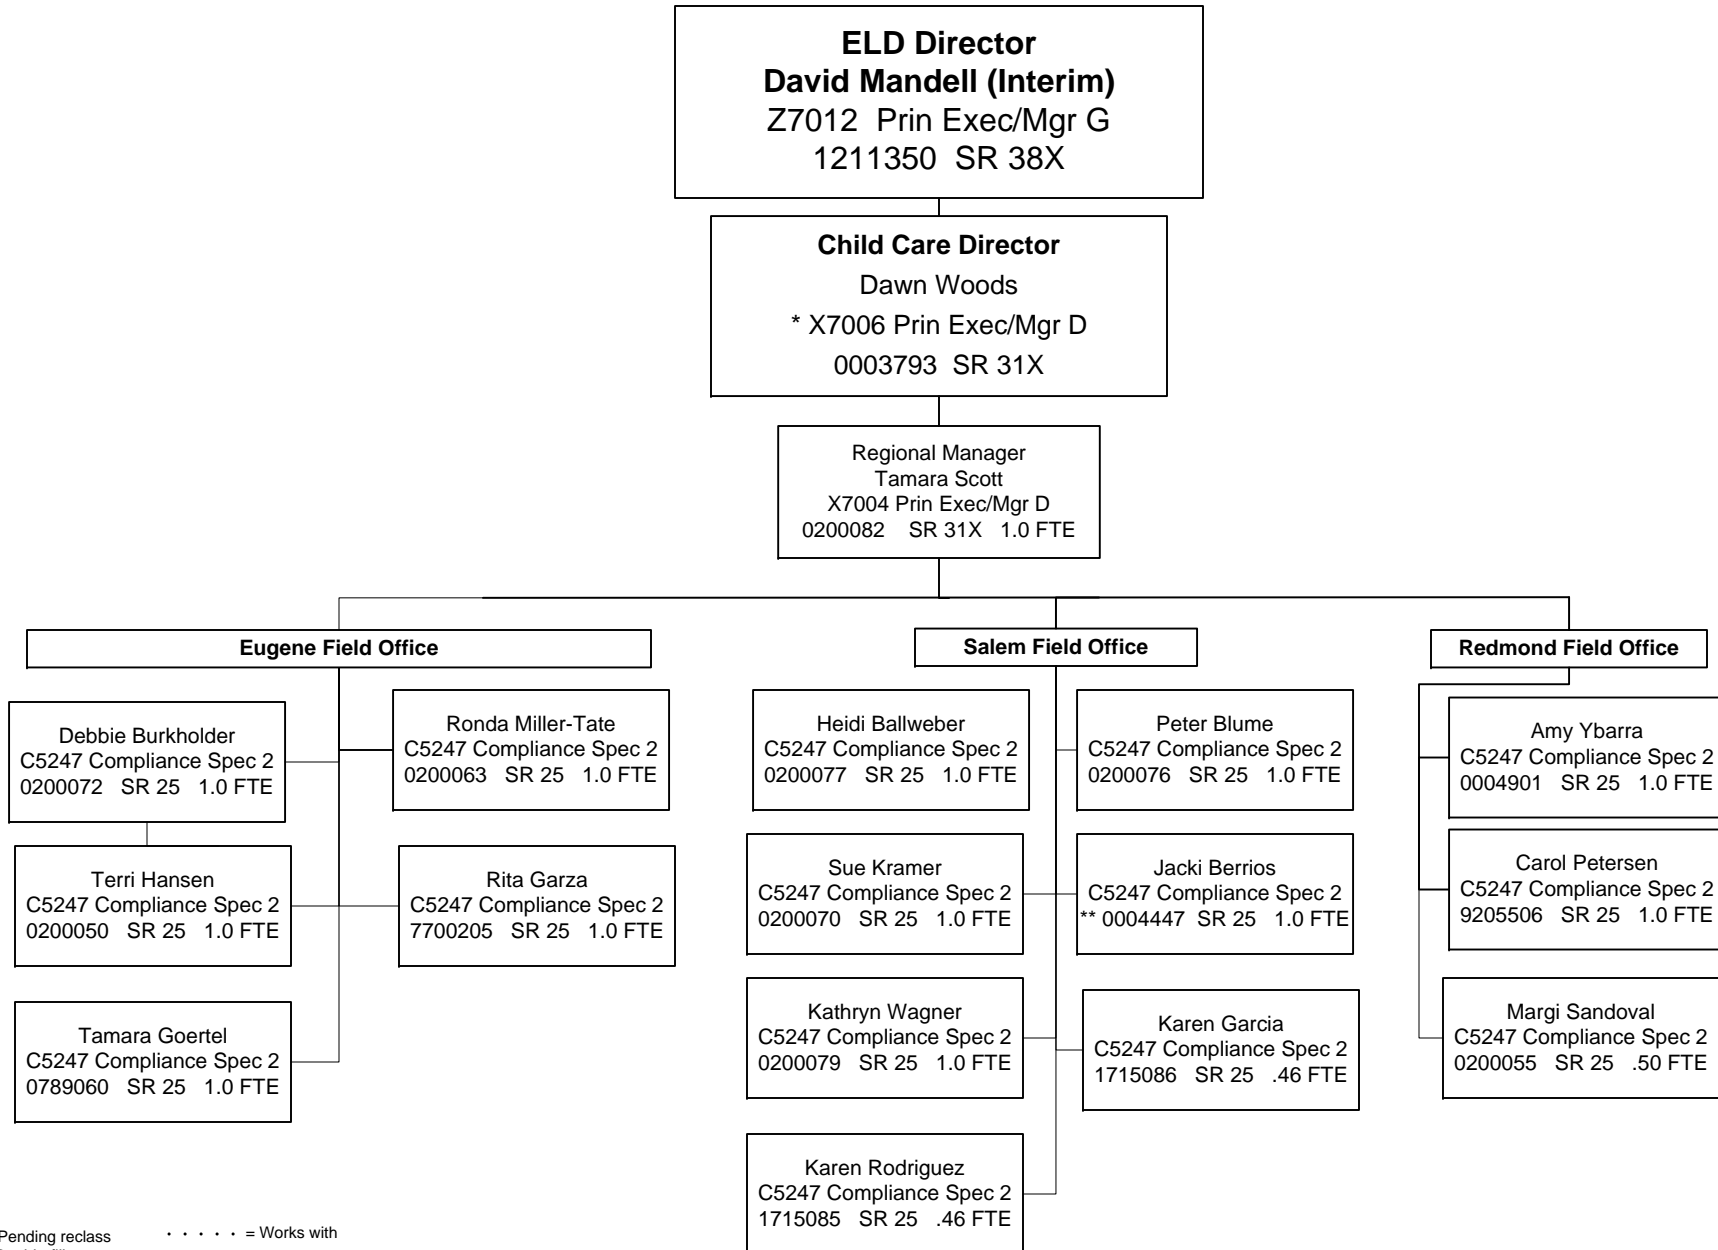 ELD Director
David Mandell (Interim)
Z7012 Prin Exec/Mgr G
1211350 SR 38X
Child Care Director
Dawn Woods
* X7006 Prin Exec/Mgr D
0003793 SR 31X
Regional Manager
Tamara Scott
X7004 Prin Exec/Mgr D
0200082 SR 31X 1.0 FTE
Eugene Field Office
Debbie Burkholder
C5247 Compliance Spec 2
0200072 SR 25 1.0 FTE
Ronda Miller-Tate
C5247 Compliance Spec 2
0200063 SR 25 1.0 FTE
Terri Hansen
C5247 Compliance Spec 2
0200050 SR 25 1.0 FTE
Rita Garza
C5247 Compliance Spec 2
7700205 SR 25 1.0 FTE
Tamara Goertel
C5247 Compliance Spec 2
0789060 SR 25 1.0 FTE
Salem Field Office
Heidi Ballweber
C5247 Compliance Spec 2
0200077 SR 25 1.0 FTE
Peter Blume
C5247 Compliance Spec 2
0200076 SR 25 1.0 FTE
Sue Kramer
C5247 Compliance Spec 2
0200070 SR 25 1.0 FTE
Jacki Berrios
C5247 Compliance Spec 2
** 0004447 SR 25 1.0 FTE
Kathryn Wagner
C5247 Compliance Spec 2
0200079 SR 25 1.0 FTE
Karen Garcia
C5247 Compliance Spec 2
1715086 SR 25 .46 FTE
Karen Rodriguez
C5247 Compliance Spec 2
1715085 SR 25 .46 FTE
Redmond Field Office
Amy Ybarra
C5247 Compliance Spec 2
0004901 SR 25 1.0 FTE
Carol Petersen
C5247 Compliance Spec 2
9205506 SR 25 1.0 FTE
Margi Sandoval
C5247 Compliance Spec 2
0200055 SR 25 .50 FTE
Pending reclass
· · · · · = Works with